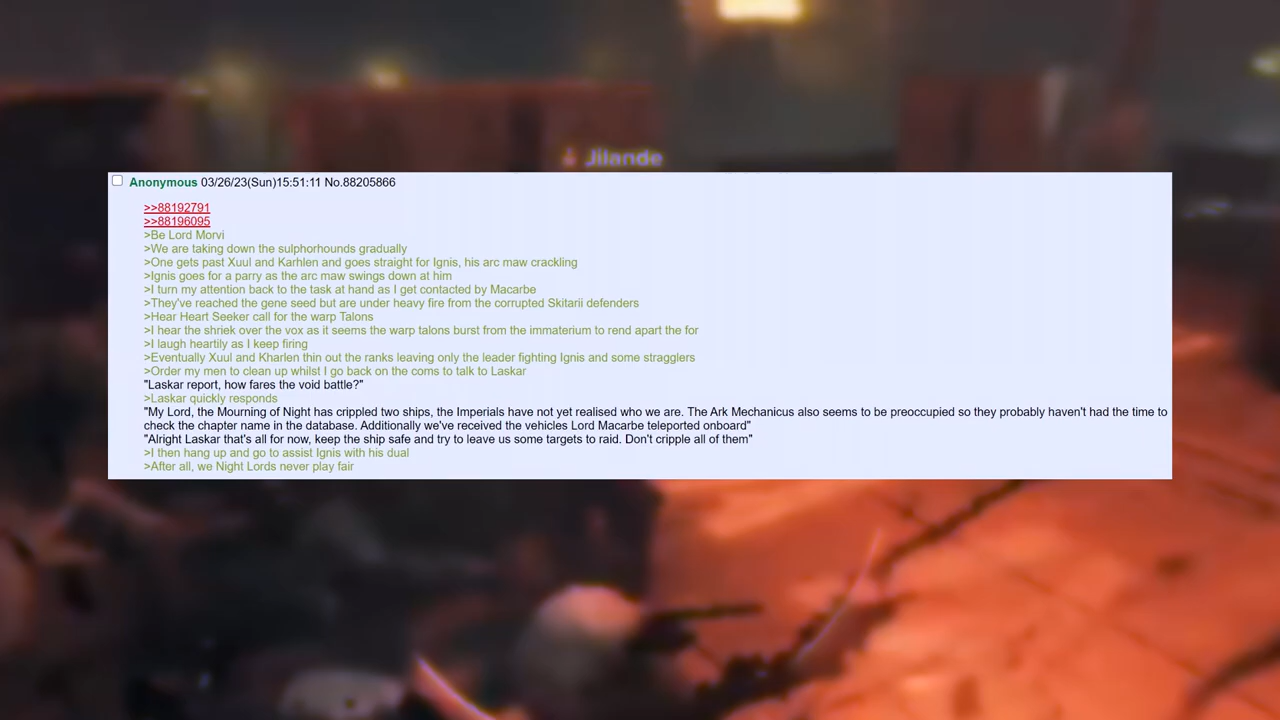 Jilande
Anonymous 03/26/23(Sun)15:51:11 No.88205866
>>88192791
>>88196095
>Be Lord Morvi
>We are taking down the sulphorhounds gradually
>One gets past Xuul and Karhlen and goes straight for Ignis, his arc maw crackling
>Ignis goes for a parry as the arc maw swings down at him
>I turn my attention back to the task at hand as I get contacted by Macarbe
>They've reached the gene seed but are under heavy fire from the corrupted Skitarii defenders
>Hear Heart Seeker call for the warp Talons
>I hear the shriek over the vox as it seems the warp talons burst from the immaterium to rend apart the for
>I laugh heartily as I keep firing
>Eventually Xuul and Kharlen thin out the ranks leaving only the leader fighting Ignis and some stragglers
>Order my men to clean up whilst I go back on the coms to talk to Laskar
"Laskar report, how fares the void battle?"
>Laskar quickly responds
"My Lord, the Mourning of Night has crippled two ships, the Imperials have not yet realised who we are. The Ark Mechanicus also seems to be preoccupied so they probably haven't had the time to
check the chapter name in the database. Additionally we've received the vehicles Lord Macarbe teleported onboard"
"Alright Laskar that's all for now, keep the ship safe and try to leave us some targets to raid. Don't cripple all of them"
>I then hang up and go to assist Ignis with his dual
>After all, we Night Lords never play fair